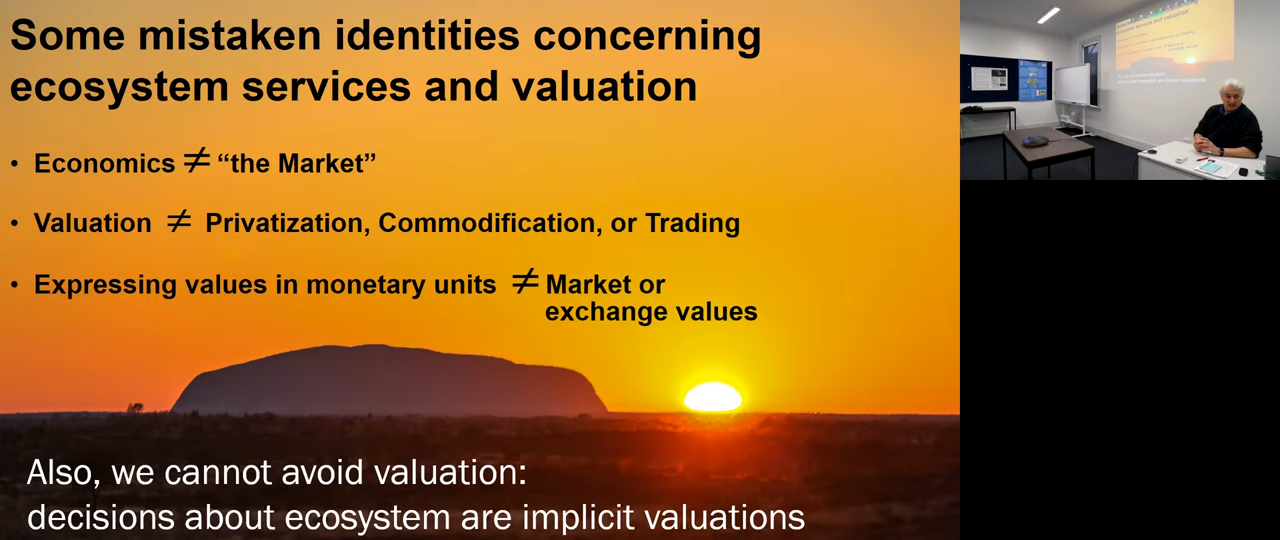 Some mistaken identities concerning
ecosystem services and valuation
• Economics ≠ “the Market”
• Valuation ≠ Privatization, Commodification, or Trading
• Expressing values in monetary units ≠ Market or
exchange values
Also, we cannot avoid valuation:
decisions about ecosystem are implicit valuations